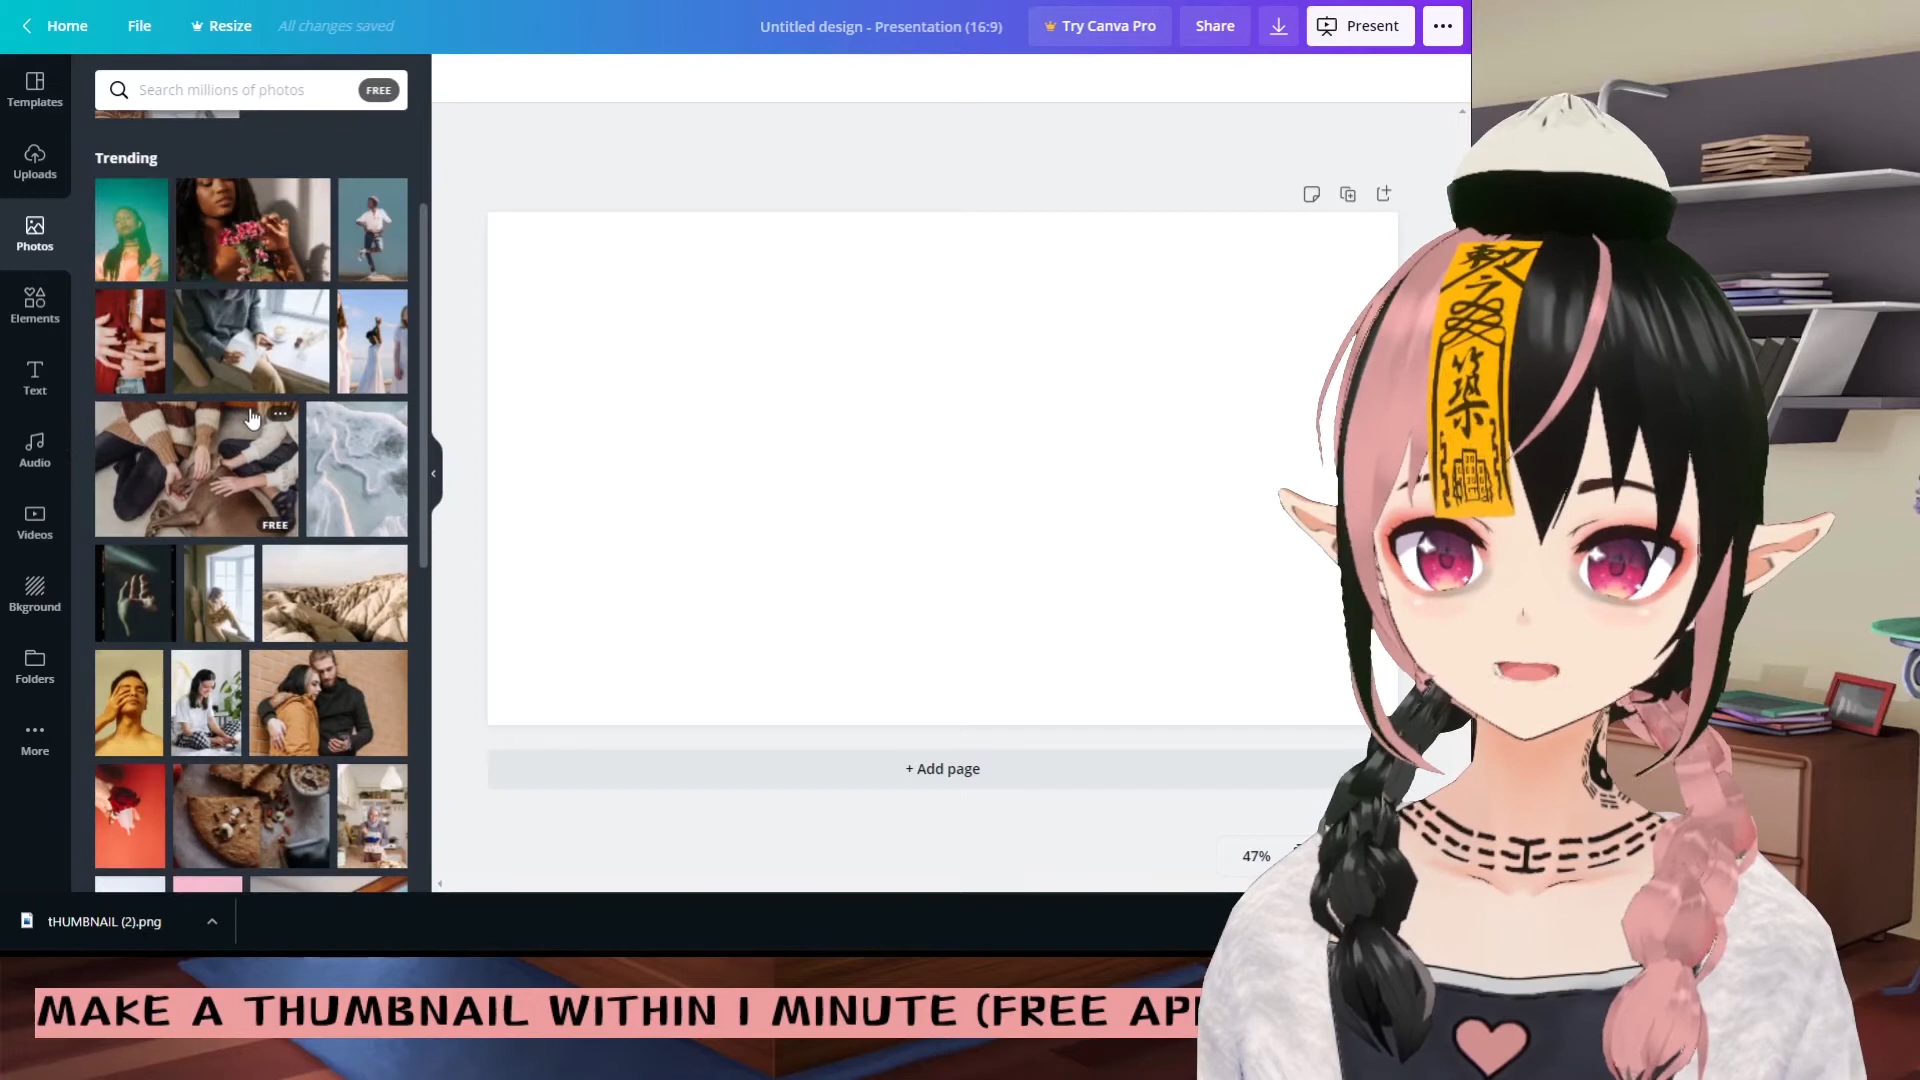 Home
File
Resize
All changes saved
Untitled design - Presentation (16:9)
Try Canva Pro
Share
Present
Templates
Uploads
Photos
Elements
Text
Audio
Videos
Bkground
Folders
More
Search millions of photos
FREE
Trending
FREE
+ Add page
47%
tHUMBNAIL (2).png
MAKE A THUMBNAIL WITHIN 1 MINUTE (FREE
築